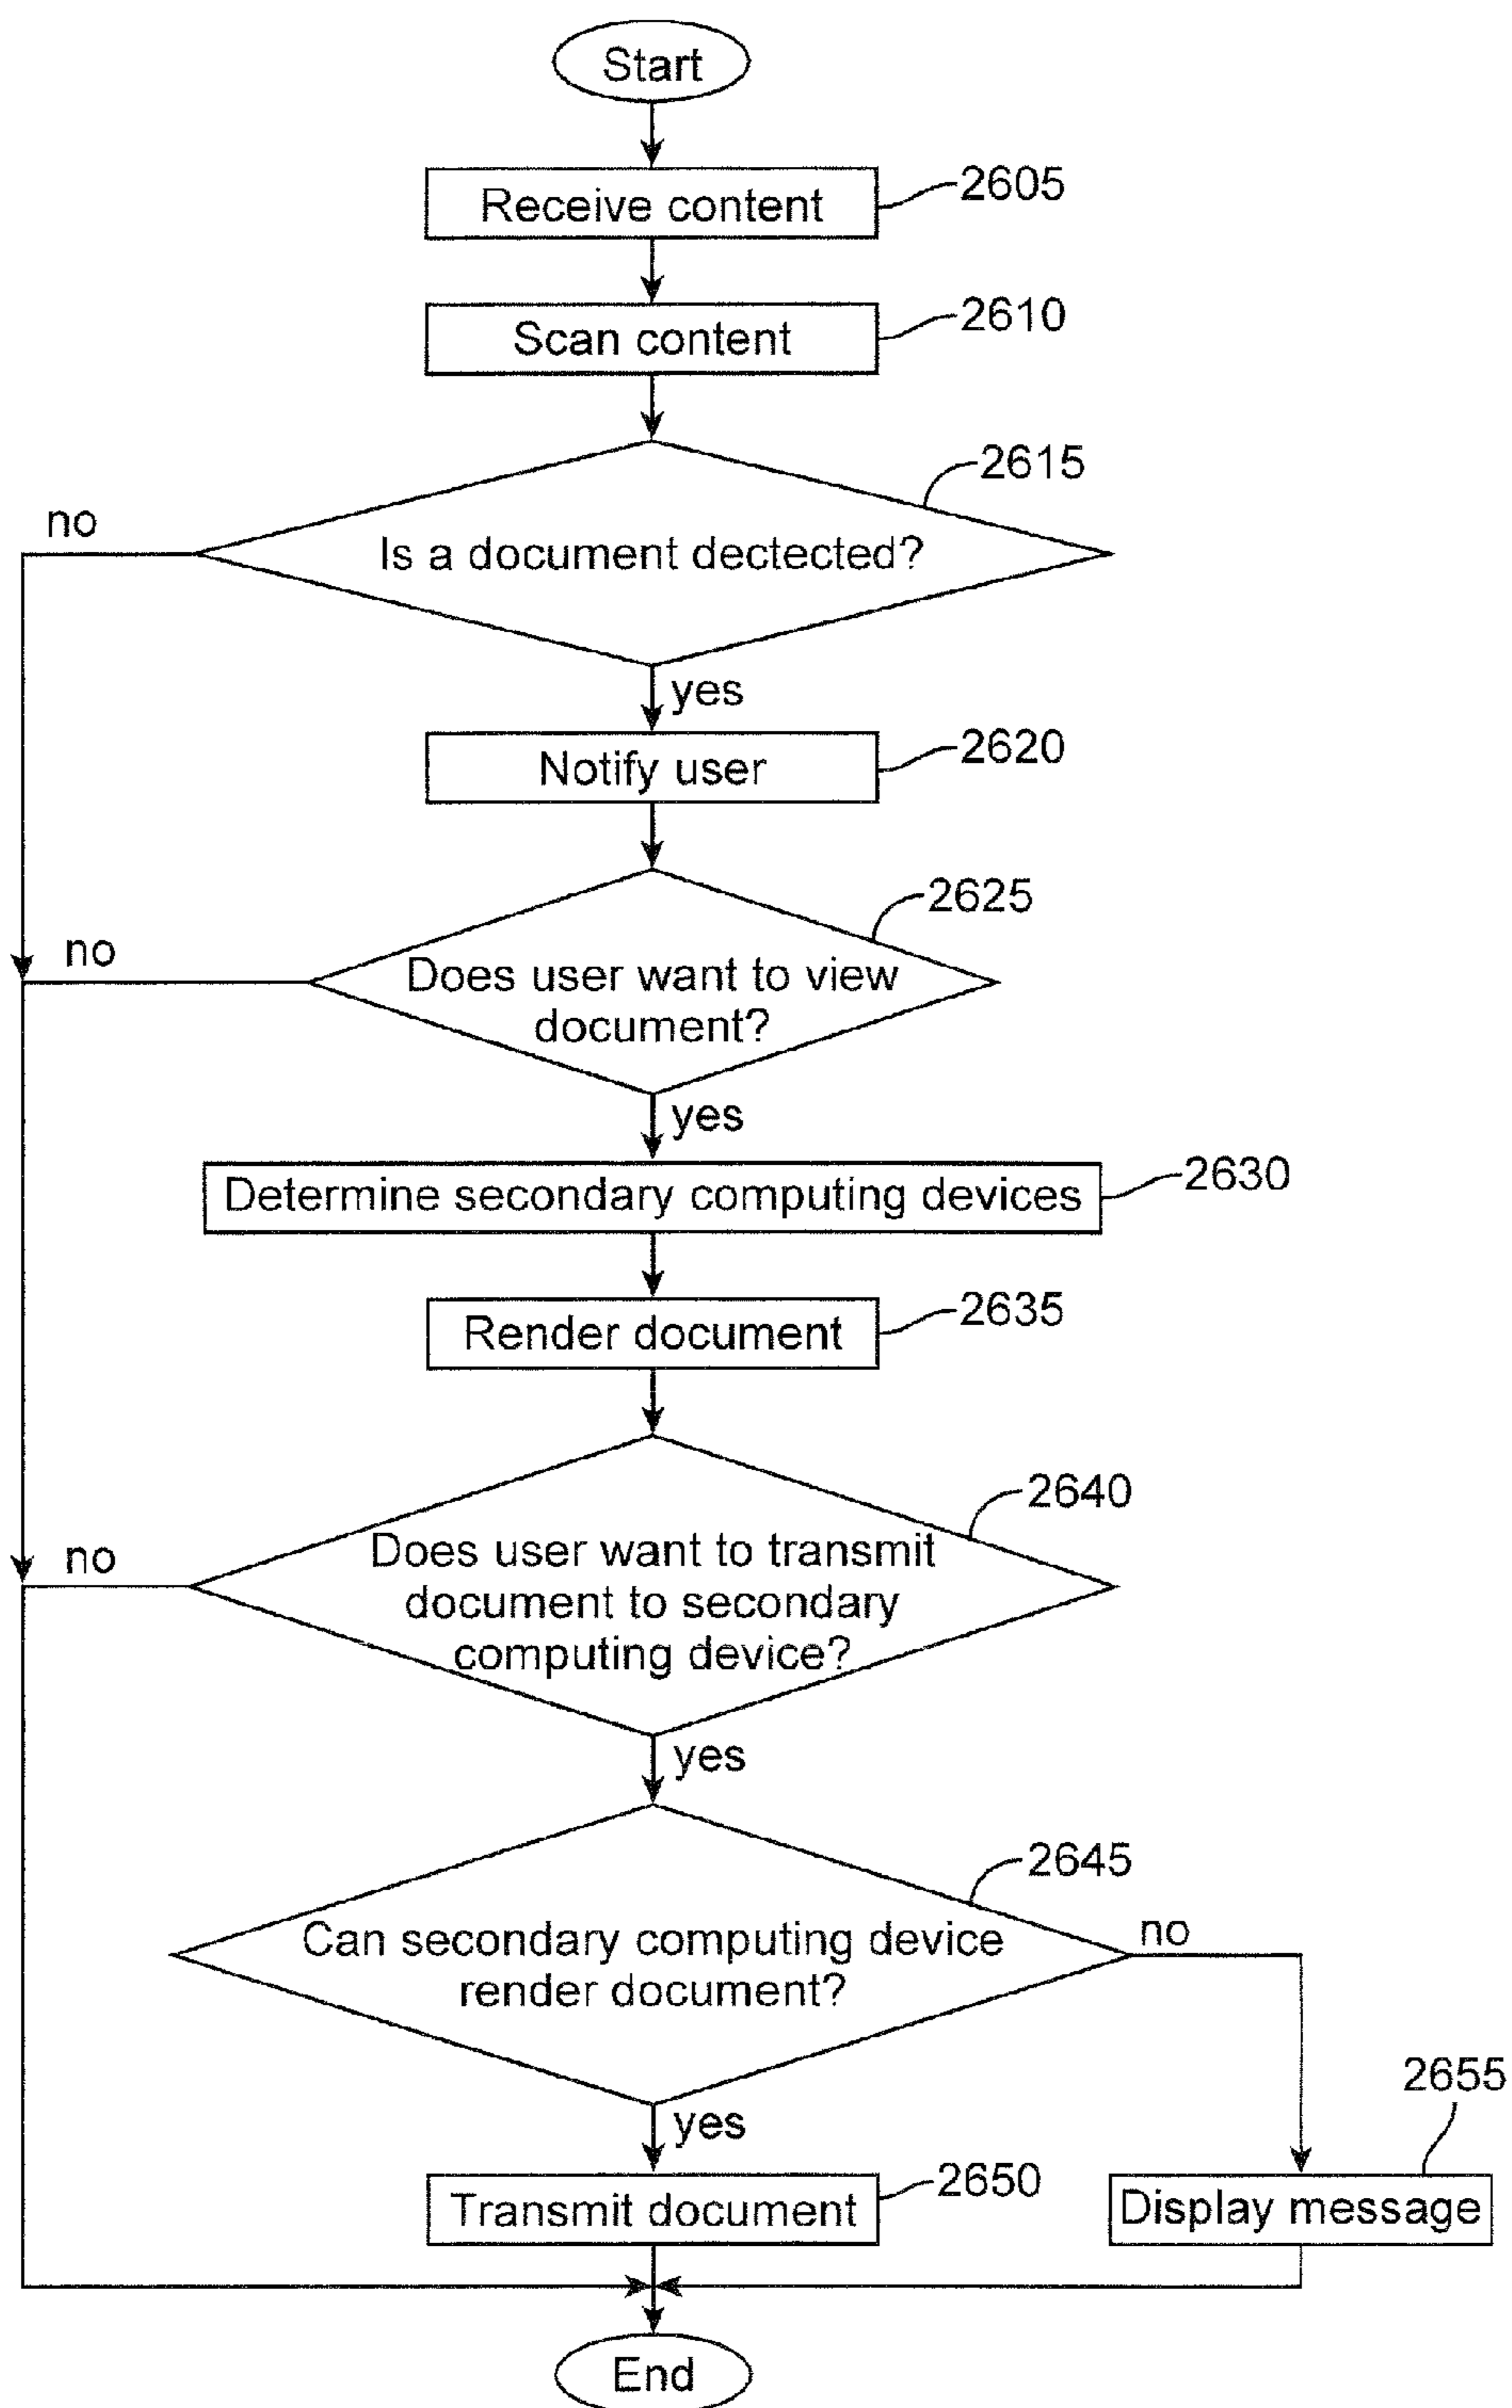 Start
Receive content
2605
Scan content
2610
2615
no
Is a document dectected?
yes
Notify user
2620
2625
no
Does user want to view
document?
yes
Determine secondary computing devices
2630
Render document
2635
2640
no
Does user want to transmit
document to secondary
computing device?
yes
2645
Can secondary computing device
render document?
no
yes
2655
Transmit document
2650
Display message
End